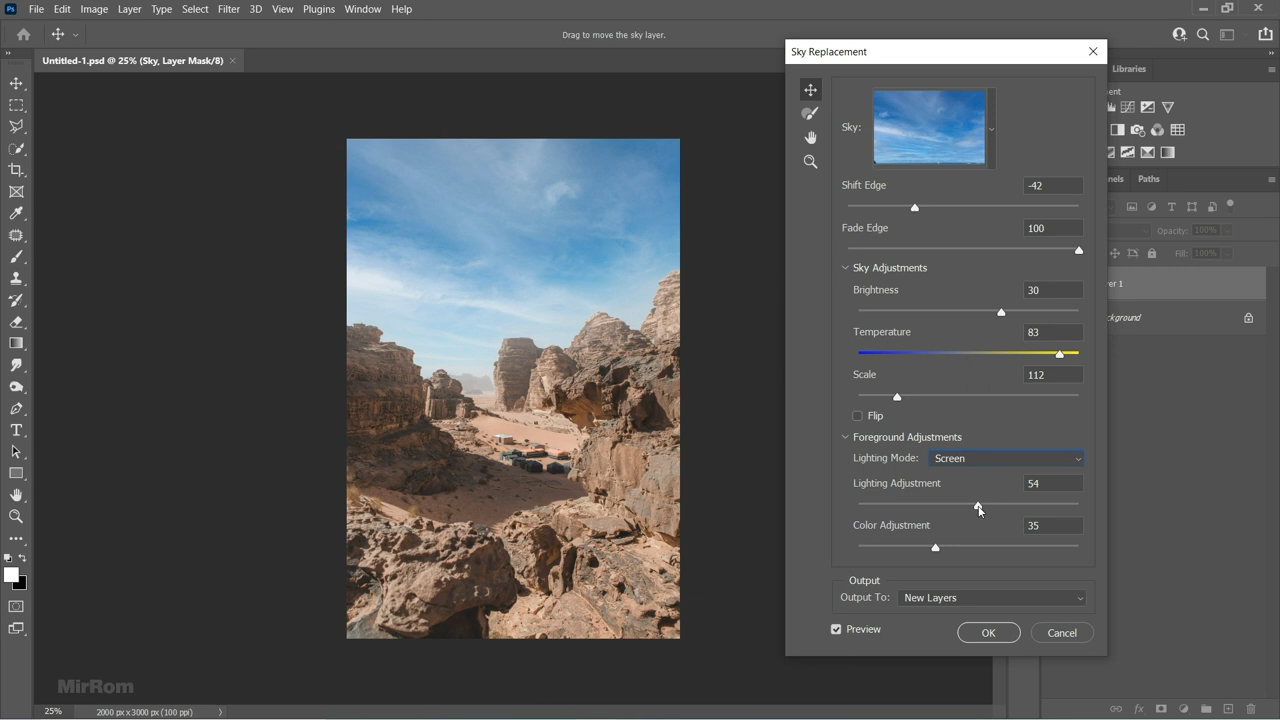 Ps File Edit Image Layer Type Select Filter 3D View Plugins Window Help
Drag to move the sky layer.
Untitled-1.psd @ 25% (Sky, Layer Mask/8) ×
Sky Replacement
Sky:
Shift Edge -42
Fade Edge 100
Sky Adjustments
Brightness 30
Temperature 83
Scale 112
Flip
Foreground Adjustments
Lighting Mode: Screen
Lighting Adjustment 54
Color Adjustment 35
Output
Output To: New Layers
Preview OK Cancel
Libraries
ent
nels Paths
Opacity: 100%
Fill: 100%
er 1
ckground
MirRom
25% 2000 px x 3000 px (100 ppi)